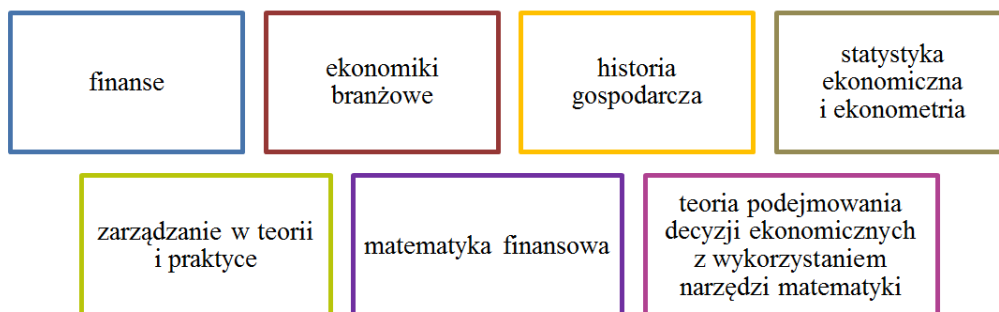 finanse
ekonomiki
branżowe
historia
gospodarcza
statystyka
ekonomiczna
i ekonometria
zarządzanie w teorii
i praktyce
matematyka finansowa
teoria podejmowania
decyzji ekonomicznych
z wykorzystaniem
narzędzi matematyki